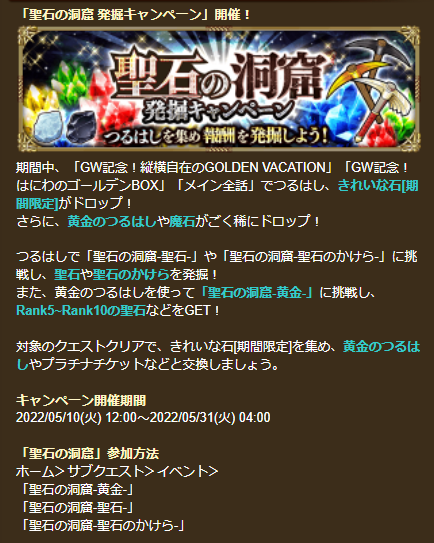 「聖石の洞窟 発掘キャンペーン」開催！
聖石の洞窟
発掘キャンペーン
つるはしを集め 報酬を発掘しよう！
期間中、「GW記念！縦横自在のGOLDEN VACATION」「GW記念！
はにわのゴールデンBOX」「メイン全話」でつるはし、きれいな石[期
間限定]がドロップ！
さらに、黄金のつるはしや魔石がごく稀にドロップ！
つるはしで「聖石の洞窟-聖石-」や「聖石の洞窟-聖石のかけら-」に挑
戦し、聖石や聖石のかけらを発掘！
また、黄金のつるはしを使って「聖石の洞窟-黄金-」に挑戦し、
Rank5~Rank10の聖石などをGET！
対象のクエストクリアで、きれいな石[期間限定]を集め、黄金のつるは
しやプラチナチケットなどと交換しましょう。
キャンペーン開催期間
2022/05/10(火) 12:00～2022/05/31(火) 04:00
「聖石の洞窟」参加方法
ホーム＞サブクエスト＞イベント＞
「聖石の洞窟-黄金-」
「聖石の洞窟-聖石-」
「聖石の洞窟-聖石のかけら-」